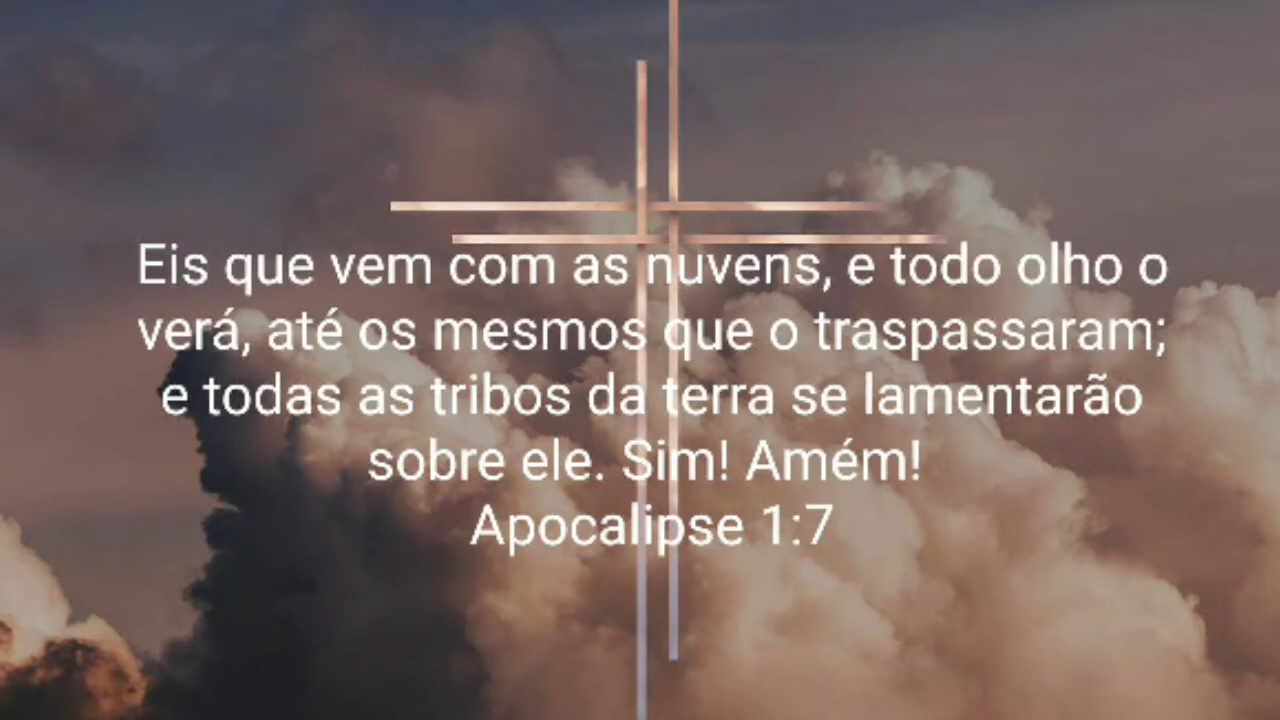 Eis que vem com as nuvens, e todo olho o
verá, até os mesmos que o traspassaram;
e todas as tribos da terra se lamentarão
sobre ele. Sim! Amém!
Apocalipse 1:7